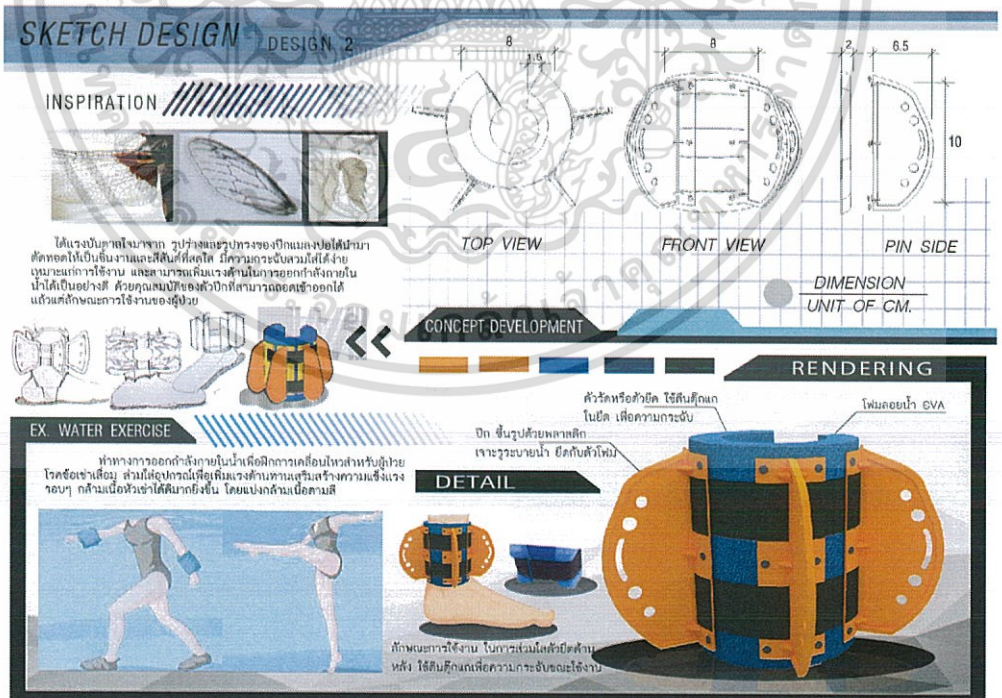 SKETCH DESIGN DESIGN 2
INSPIRATION
ได้แรงบันดาลใจมาจาก รูปร่างและรูปทรงของปีกแมลงปอได้นำมา
ตัดทอดให้เป็นชิ้นงานและสีสันต์ที่สดใส มีความกระชับสวมใส่ได้ง่าย
เหมาะแก่การใช้งาน และสามารถเพิ่มแรงต้านในการออกกำลังกายใน
น้ำได้เป็นอย่างดี ด้วยคุณสมบัติของตัวปีกที่สามารถถอดเข้าออกได้
แล้วแต่ลักษณะการใช้งานของผู้ป่วย
8
1.6
8
2
6.5
10
TOP VIEW
FRONT VIEW
PIN SIDE
DIMENSION
UNIT OF CM.
CONCEPT DEVELOPMENT
RENDERING
ตัวรัดหรือตัวยึด ใช้ตีนตุ๊กแก
ในยึด เพื่อความกระชับ
โฟมลอยน้ำ EVA
ปีก ขึ้นรูปด้วยพลาสติก
เจาะรูระบายน้ำ ยึดกับตัวโฟม
EX. WATER EXERCISE
ท่าทางการออกกำลังกายในน้ำเพื่อฝึกการเคลื่อนไหวสำหรับผู้ป่วย
โรคข้อเข่าเสื่อม สวมใส่อุปกรณ์เพื่อเพิ่มแรงต้านทานเสริมสร้างความแข็งแรง
รอบๆ กล้ามเนื้อหัวเข่าได้ดีมากยิ่งขึ้น โดยแบ่งกล้ามเนื้อตามสี
DETAIL
ลักษณะการใช้งาน ในการสวมใส่ตัวยึดด้าน
หลัง ใช้ตีนตุ๊กแกเพื่อความกระชับขณะใช้งาน